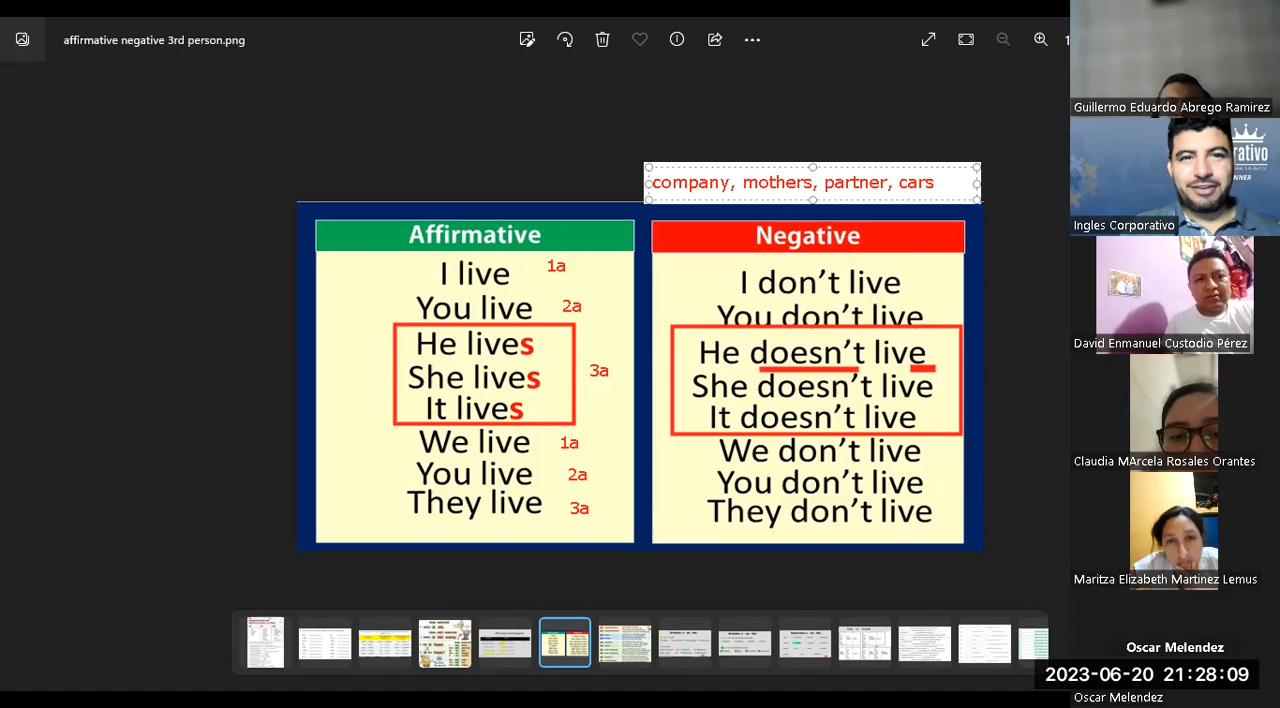 affirmative negative 3rd person.png
company, mothers, partner, cars
Affirmative
I live 1a
You live 2a
He lives
She lives 3a
It lives
We live 1a
You live 2a
They live 3a
Negative
I don't live
You don't live
He doesn't live
She doesn't live
It doesn't live
We don't live
You don't live
They don't live
Guillermo Eduardo Abrego Ramirez
rativo
NNER
Ingles Corporativo
David Enmanuel Custodio Pérez
Claudia MArcela Rosales Orantes
Maritza Elizabeth Martinez Lemus
Oscar Melendez
2023-06-20 21:28:09
Oscar Melendez